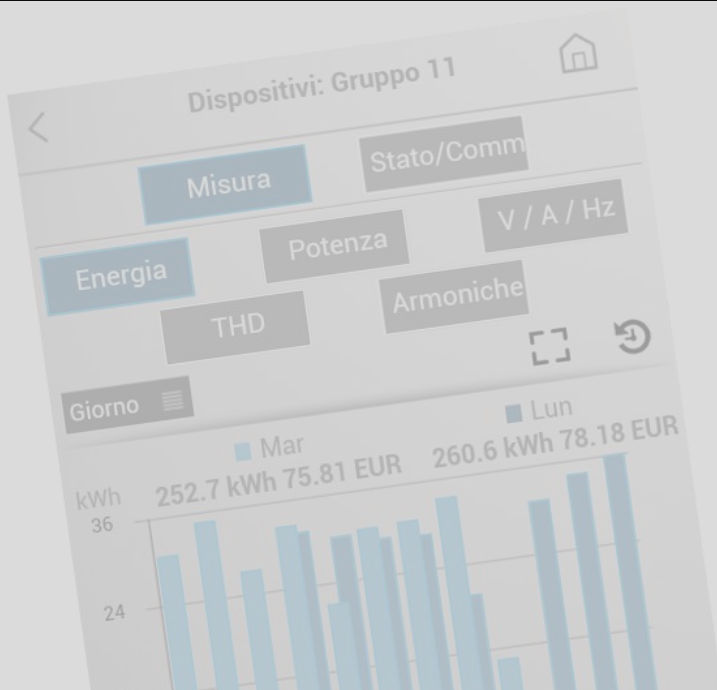 Dispositivi: Gruppo 11
Misura Stato/Comm
Energia Potenza V / A / Hz
THD Armoniche
Giorno
Mar Lun
kWh 252.7 kWh 75.81 EUR 260.6 kWh 78.18 EUR
36
24